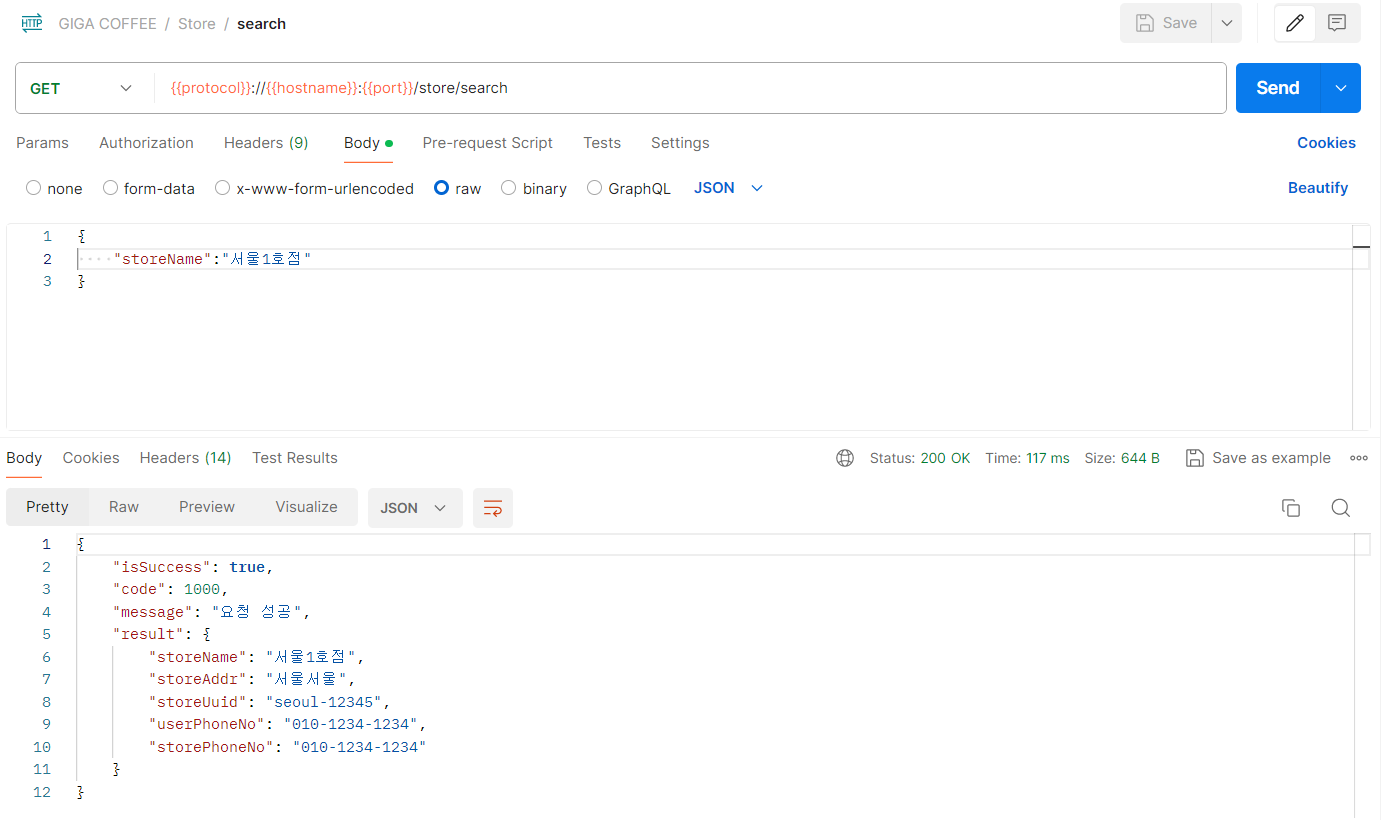 HTTP GIGA COFFEE / Store / search Save
GET {{protocol}}://{{hostname}}:{{port}}/store/search Send
Params Authorization Headers (9) Body Pre-request Script Tests Settings Cookies
none form-data x-www-form-urlencoded raw binary GraphQL JSON Beautify
1 {
2 ····"storeName":"서울1호점"
3 }
Body Cookies Headers (14) Test Results Status: 200 OK Time: 117 ms Size: 644 B Save as example
Pretty Raw Preview Visualize JSON
1 {
2 "isSuccess": true,
3 "code": 1000,
4 "message": "요청 성공",
5 "result": {
6 "storeName": "서울1호점",
7 "storeAddr": "서울서울",
8 "storeUuid": "seoul-12345",
9 "userPhoneNo": "010-1234-1234",
10 "storePhoneNo": "010-1234-1234"
11 }
12 }